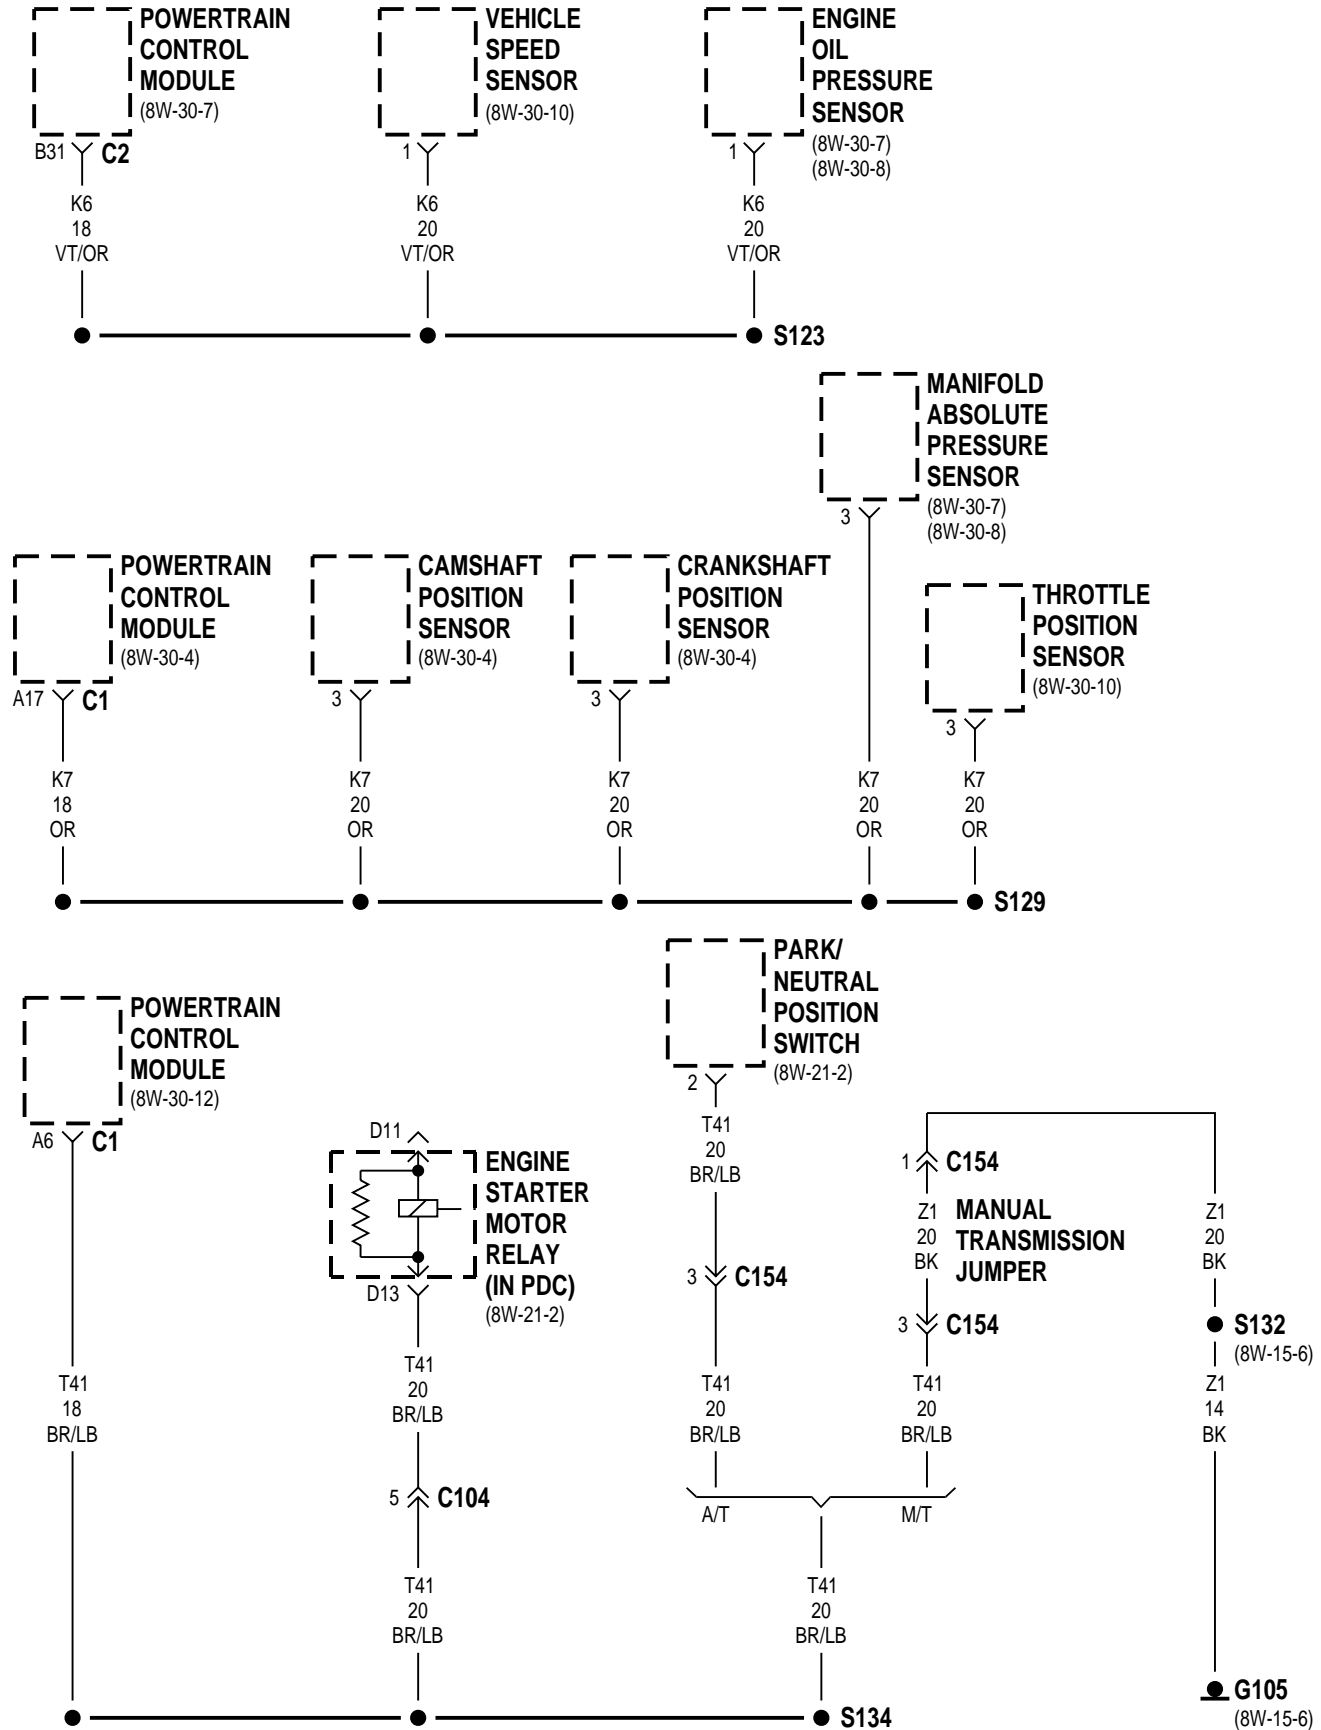 POWERTRAIN
CONTROL
MODULE
(8W-30-7)
B31
C2
K6
18
VT/OR
VEHICLE
SPEED
SENSOR
(8W-30-10)
1
K6
20
VT/OR
ENGINE
OIL
PRESSURE
SENSOR
(8W-30-7)
(8W-30-8)
1
K6
20
VT/OR
S123
POWERTRAIN
CONTROL
MODULE
(8W-30-4)
A17
C1
K7
18
OR
CAMSHAFT
POSITION
SENSOR
(8W-30-4)
3
K7
20
OR
CRANKSHAFT
POSITION
SENSOR
(8W-30-4)
3
K7
20
OR
MANIFOLD
ABSOLUTE
PRESSURE
SENSOR
(8W-30-7)
(8W-30-8)
3
K7
20
OR
THROTTLE
POSITION
SENSOR
(8W-30-10)
3
K7
20
OR
S129
POWERTRAIN
CONTROL
MODULE
(8W-30-12)
A6
C1
T41
18
BR/LB
D11
ENGINE
STARTER
MOTOR
RELAY
(IN PDC)
(8W-21-2)
D13
T41
20
BR/LB
5
C104
T41
20
BR/LB
PARK/
NEUTRAL
POSITION
SWITCH
(8W-21-2)
2
T41
20
BR/LB
3
C154
T41
20
BR/LB
A/T
1
C154
Z1
20
BK
MANUAL
TRANSMISSION
JUMPER
3
C154
T41
20
BR/LB
M/T
T41
20
BR/LB
S134
Z1
20
BK
S132
(8W-15-6)
Z1
14
BK
G105
(8W-15-6)